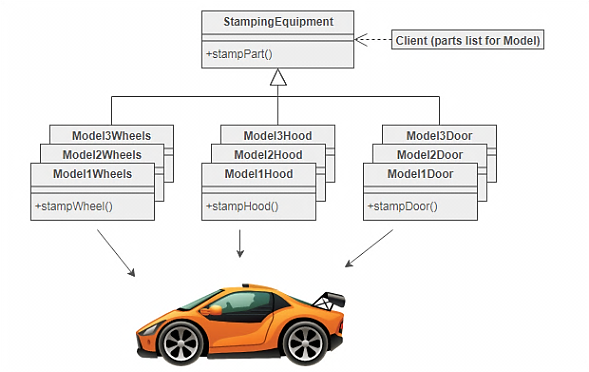 StampingEquipment
+stampPart()
Client (parts list for Model)
Model3Wheels
Model2Wheels
Model1Wheels
+stampWheel()
Model3Hood
Model2Hood
Model1Hood
+stampHood()
Model3Door
Model2Door
Model1Door
+stampDoor()